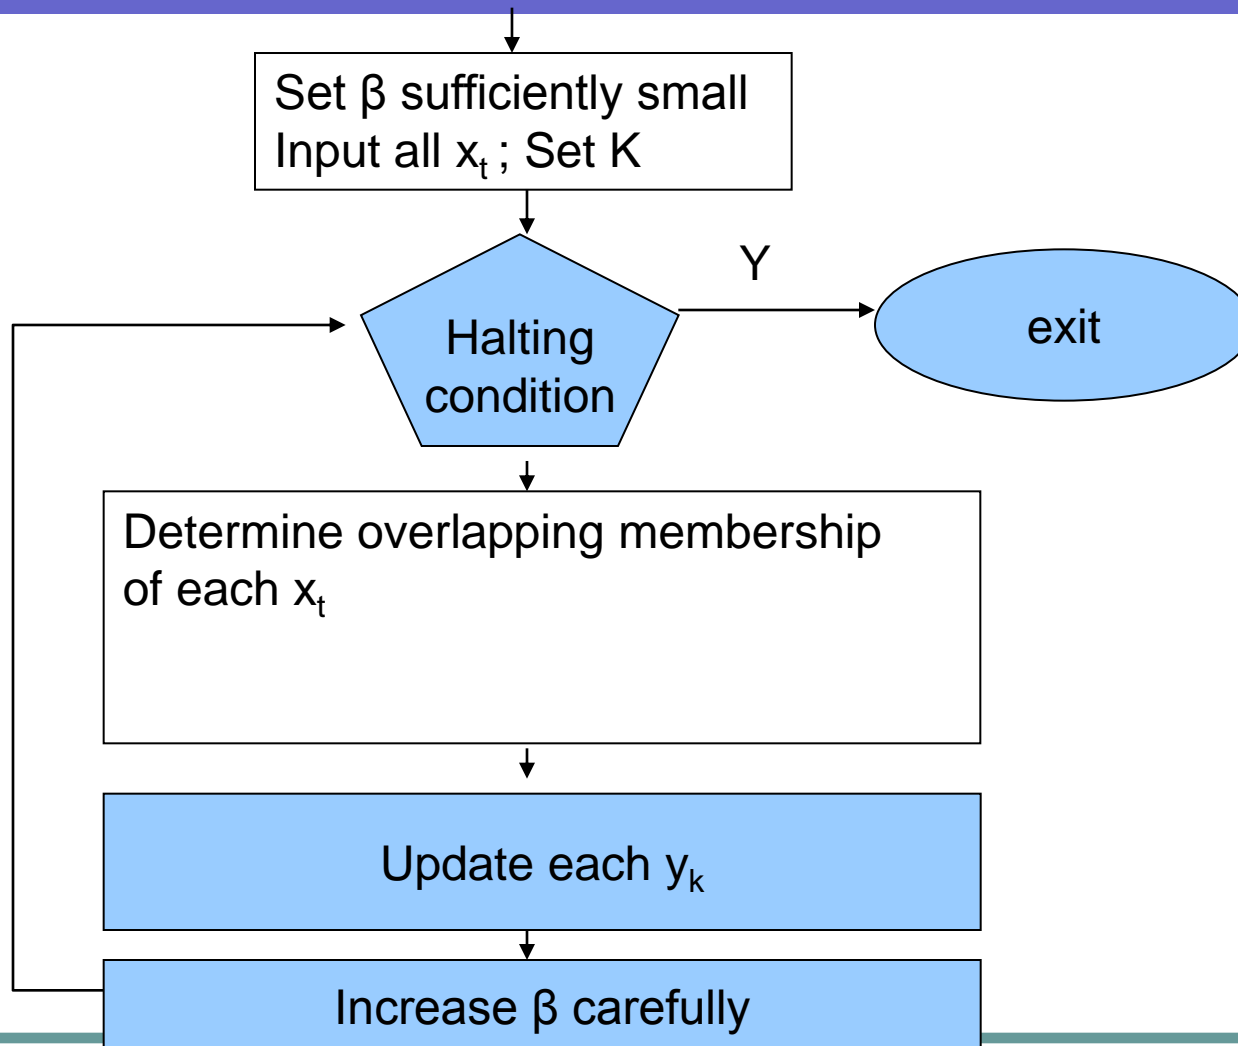 Set β sufficiently small
Input all xₜ ; Set K
Y
Halting
condition
exit
Determine overlapping membership
of each xₜ
Update each yₖ
Increase β carefully